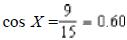 cos X = 9/15 = 0.60